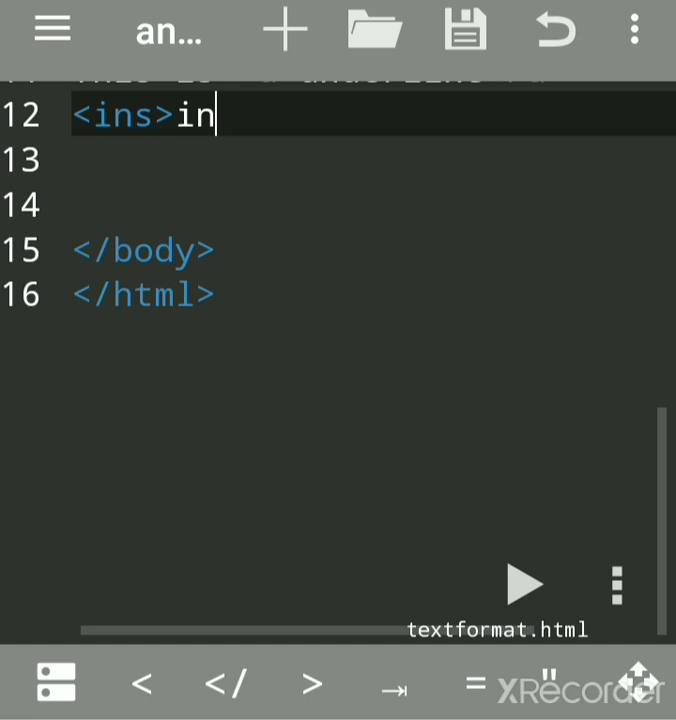 an...
12 <ins>in
13
14
15 </body>
16 </html>
textformat.html
< </ > = "
XRecorder